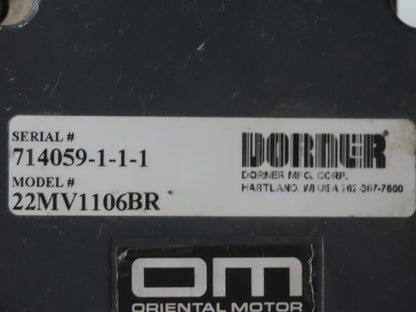 SERIAL #
714059-1-1-1
MODEL #
22MV1106BR
DORNER
DORNER MFG. CORP.
HARTLAND, WI USA 262-367-7600
OM
ORIENTAL MOTOR